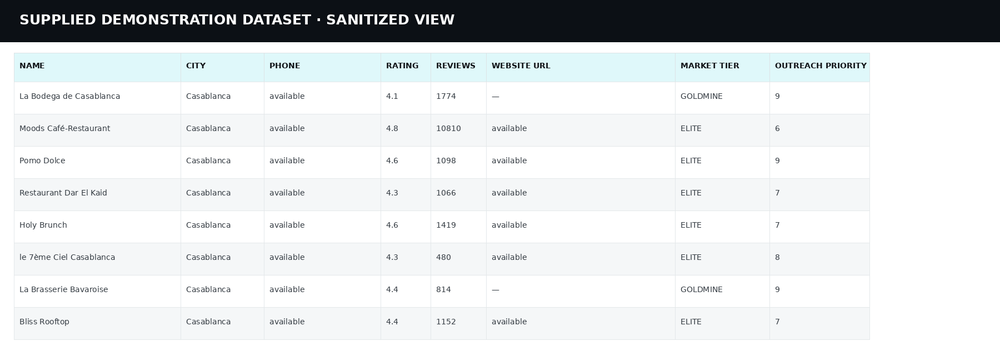 SUPPLIED DEMONSTRATION DATASET · SANITIZED VIEW
NAME CITY PHONE RATING REVIEWS WEBSITE URL MARKET TIER OUTREACH PRIORITY
La Bodega de Casablanca Casablanca available 4.1 1774 — GOLDMINE 9
Moods Café-Restaurant Casablanca available 4.8 10810 available ELITE 6
Pomo Dolce Casablanca available 4.6 1098 available ELITE 9
Restaurant Dar El Kaid Casablanca available 4.3 1066 available ELITE 7
Holy Brunch Casablanca available 4.6 1419 available ELITE 7
le 7ème Ciel Casablanca Casablanca available 4.3 480 available ELITE 8
La Brasserie Bavaroise Casablanca available 4.4 814 — GOLDMINE 9
Bliss Rooftop Casablanca available 4.4 1152 available ELITE 7